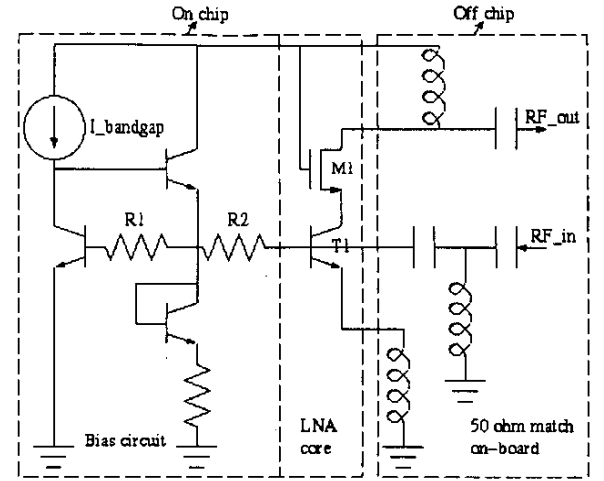 On chip
Off chip
I_bandgap
RF_out
M1
R1
R2
T1
RF_in
Bias circuit
LNA
core
50 ohm match
on-board